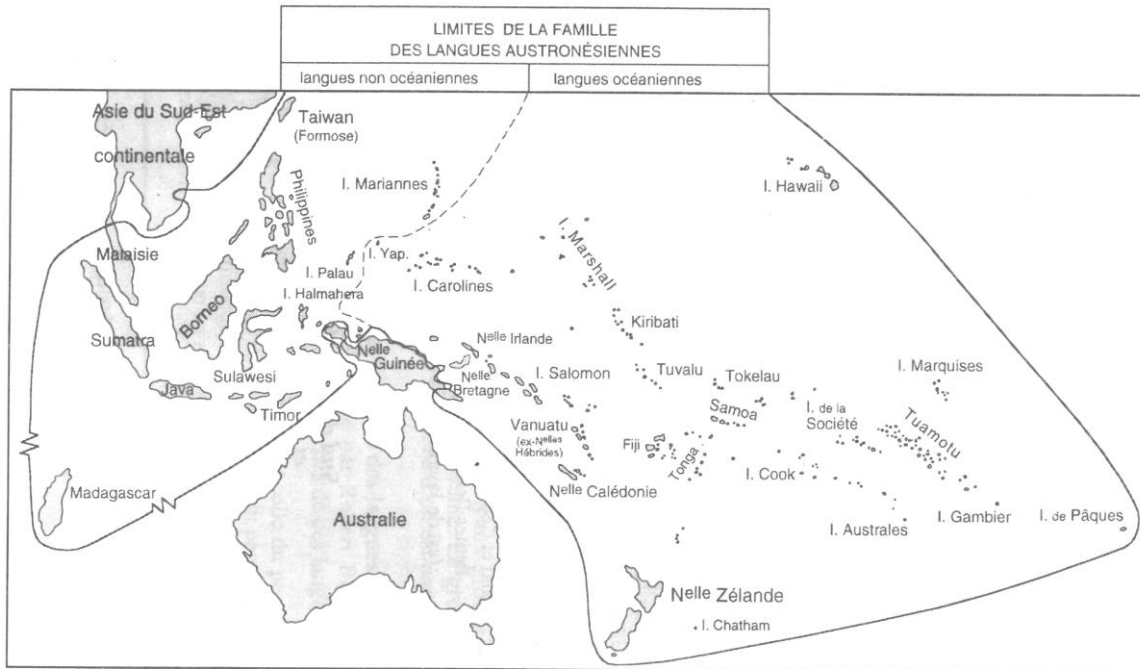 LIMITES DE LA FAMILLE
DES LANGUES AUSTRONÉSIENNES
langues non océaniennes
langues océaniennes
Asie du Sud-Est
continentale
Taiwan
(Formose)
Philippines
I. Mariannes
I. Hawaii
I. Marshall
Malaisie
I. Palau
I. Yap.
I. Carolines
I. Halmahera
Borneo
Sumatra
Sulawesi
Java
Timor
Nelle
Guinée
Nelle Irlande
Nelle
Bretagne
Kiribati
I. Salomon
Tuvalu
Tokelau
I. Marquises
Samoa
I. de la
Société
Tuamotu
Vanuatu
(ex-Nelles
Hébrides)
Fiji
Tonga
I. Cook
Nelle Calédonie
Madagascar
Australie
I. Australes
I. Gambier
I. de Pâques
Nelle Zélande
I. Chatham